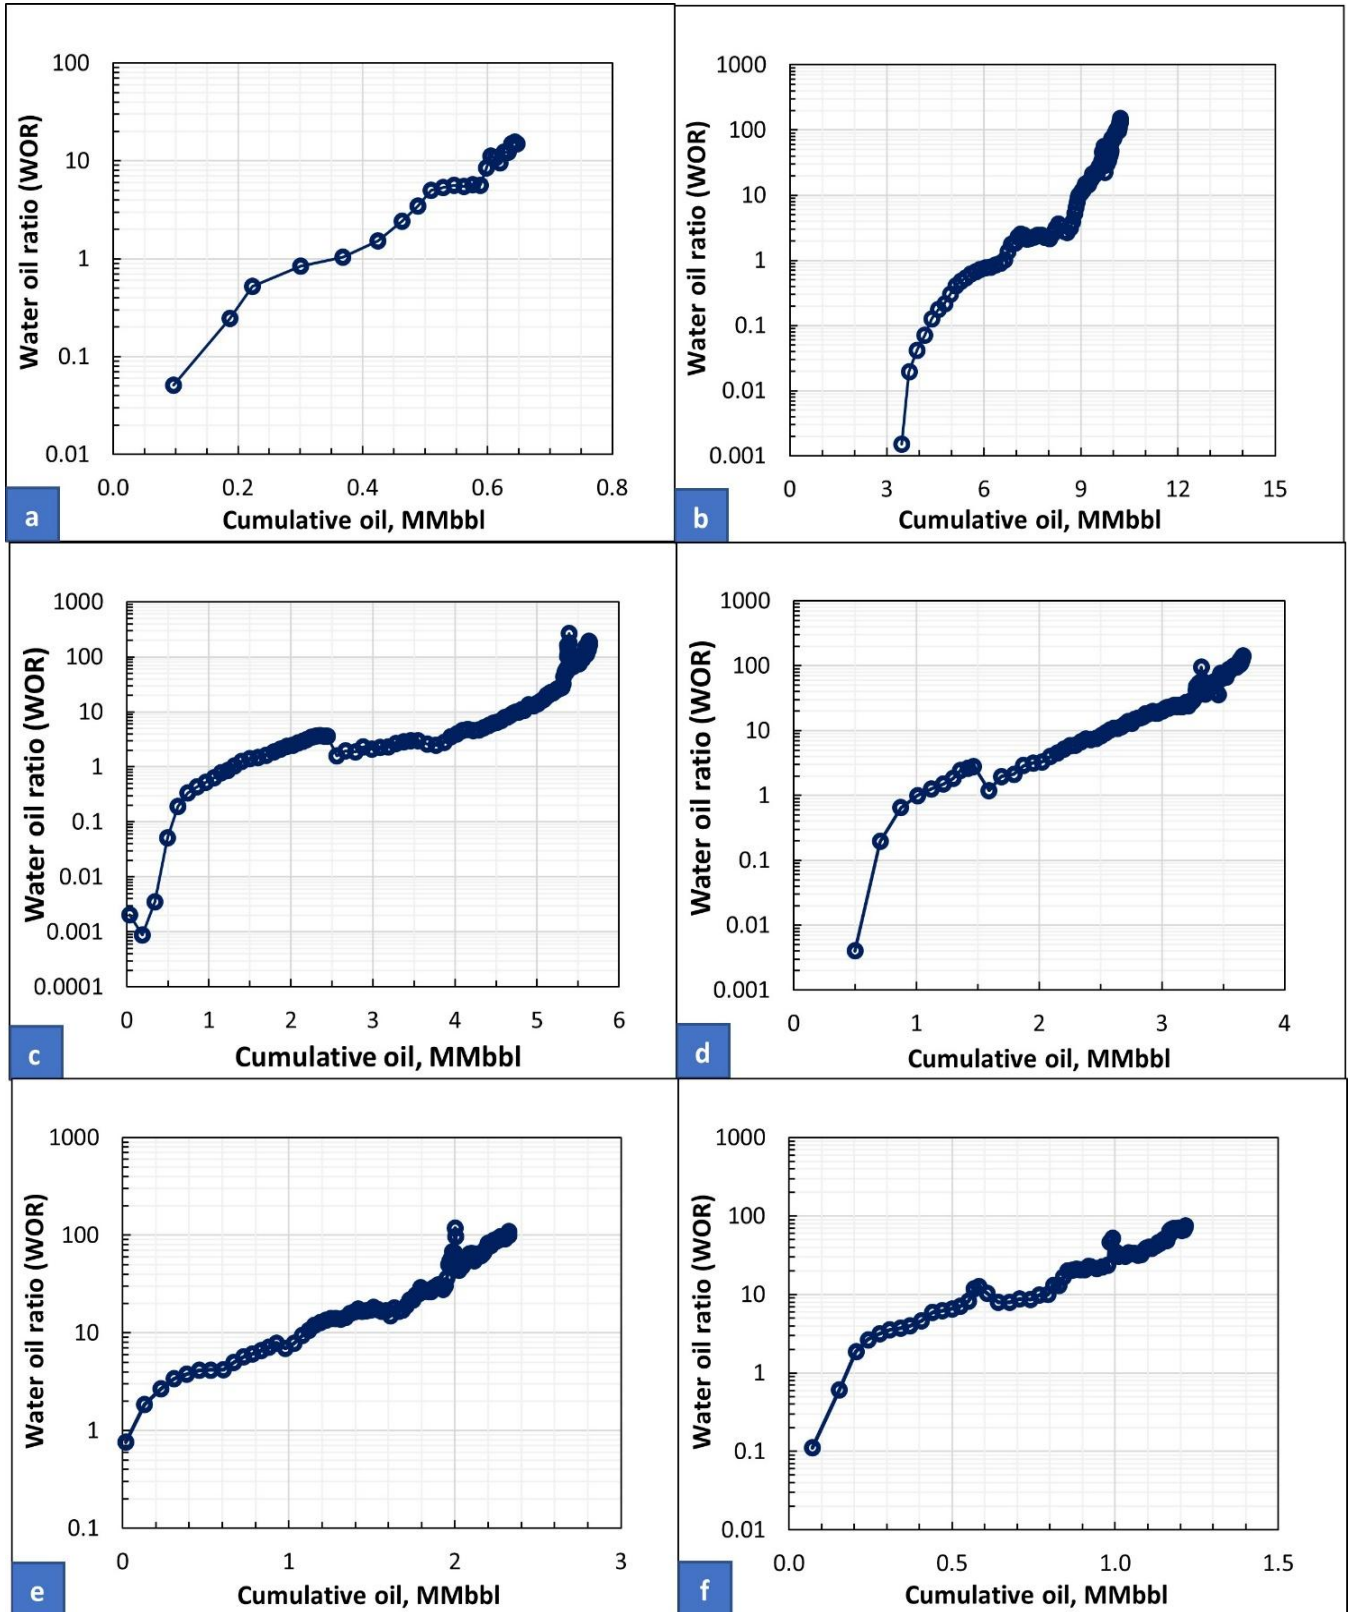 Water oil ratio (WOR)
100
10
1
0.1
0.01
0.0 0.2 0.4 0.6 0.8
Cumulative oil, MMbbl
a
Water oil ratio (WOR)
1000
100
10
1
0.1
0.01
0.001
0 3 6 9 12 15
Cumulative oil, MMbbl
b
Water oil ratio (WOR)
1000
100
10
1
0.1
0.01
0.001
0.0001
0 1 2 3 4 5 6
Cumulative oil, MMbbl
c
Water oil ratio (WOR)
1000
100
10
1
0.1
0.01
0.001
0 1 2 3 4
Cumulative oil, MMbbl
d
Water oil ratio (WOR)
1000
100
10
1
0.1
0 1 2 3
Cumulative oil, MMbbl
e
Water oil ratio (WOR)
1000
100
10
1
0.1
0.01
0.0 0.5 1.0 1.5
Cumulative oil, MMbbl
f